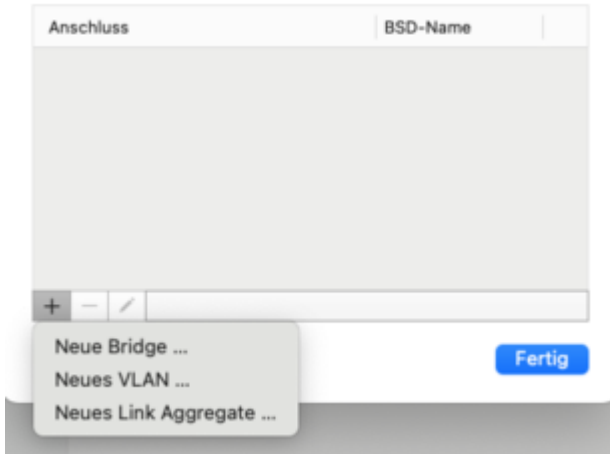 Anschluss BSD-Name
Neue Bridge ...
Fertig
Neues VLAN ...
Neues Link Aggregate ...